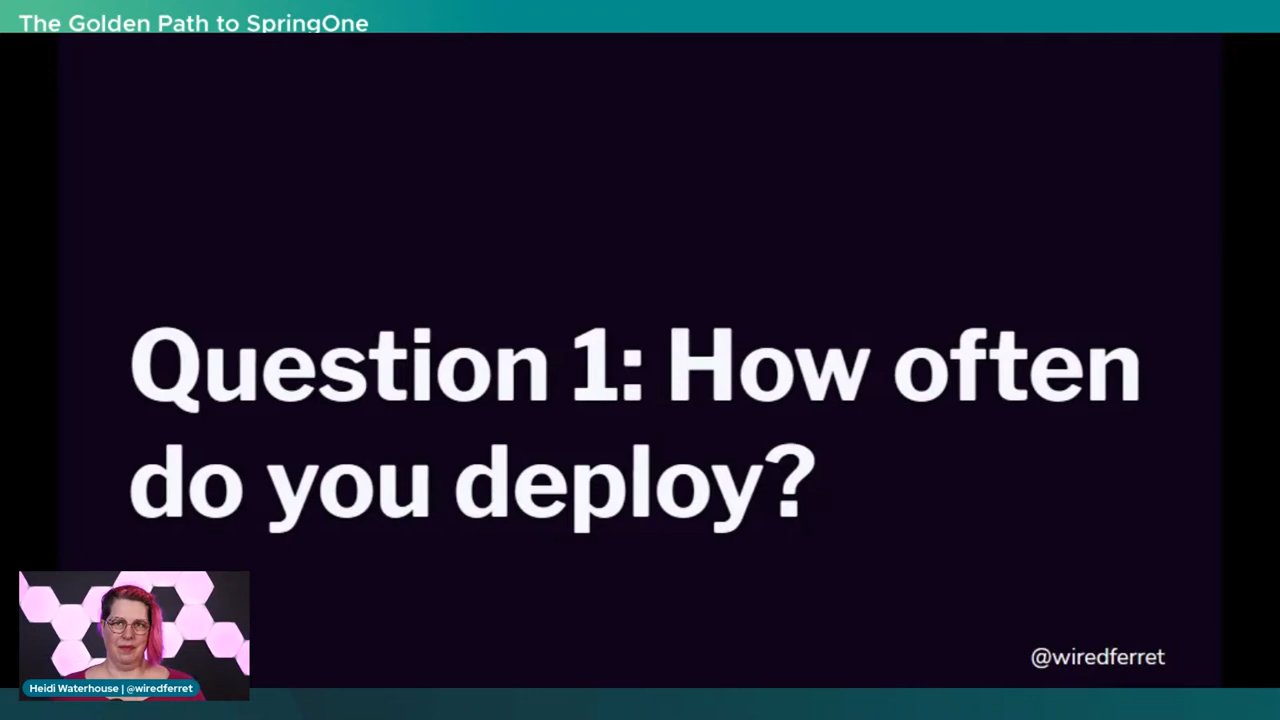 The Golden Path to SpringOne
Question 1: How often
do you deploy?
@wiredferret
Heidi Waterhouse | @wiredferret